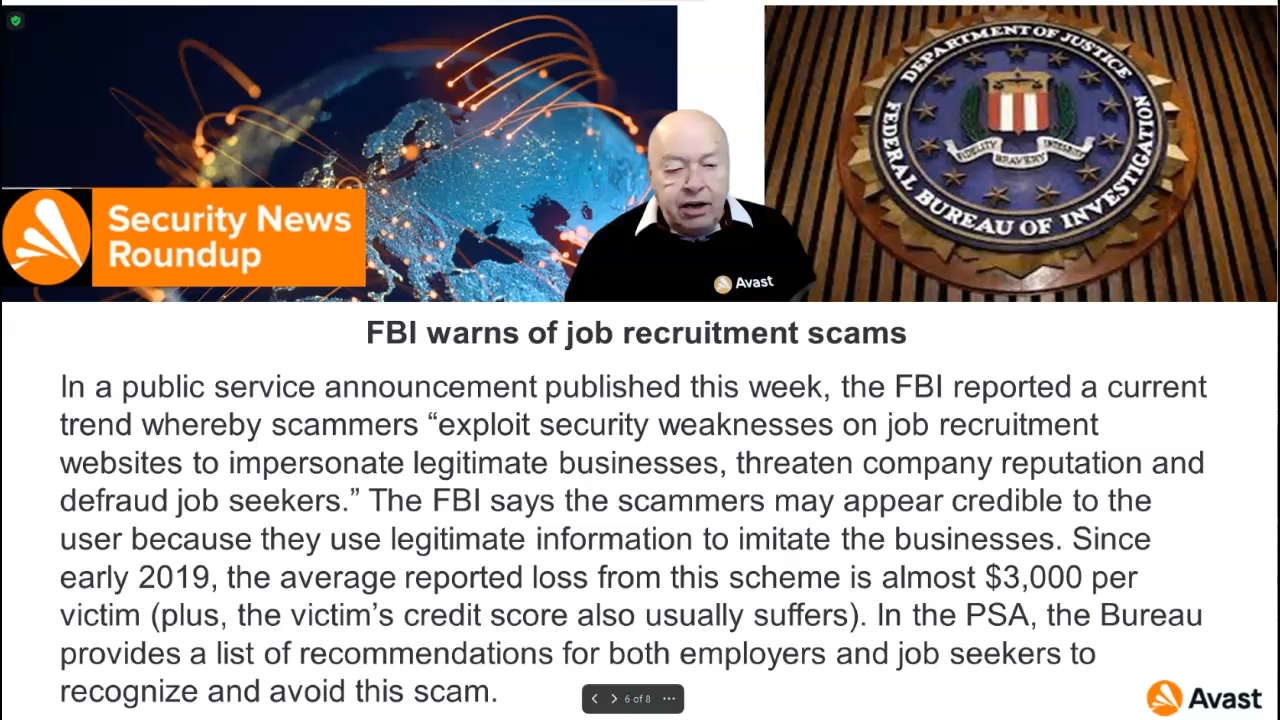 Security News
Roundup
DEPARTMENT OF JUSTICE
FEDERAL BUREAU OF INVESTIGATION
FIDELITY BRAVERY INTEGRITY
Avast
FBI warns of job recruitment scams
In a public service announcement published this week, the FBI reported a current
trend whereby scammers “exploit security weaknesses on job recruitment
websites to impersonate legitimate businesses, threaten company reputation and
defraud job seekers.” The FBI says the scammers may appear credible to the
user because they use legitimate information to imitate the businesses. Since
early 2019, the average reported loss from this scheme is almost $3,000 per
victim (plus, the victim’s credit score also usually suffers). In the PSA, the Bureau
provides a list of recommendations for both employers and job seekers to
recognize and avoid this scam.
6 of 8
Avast